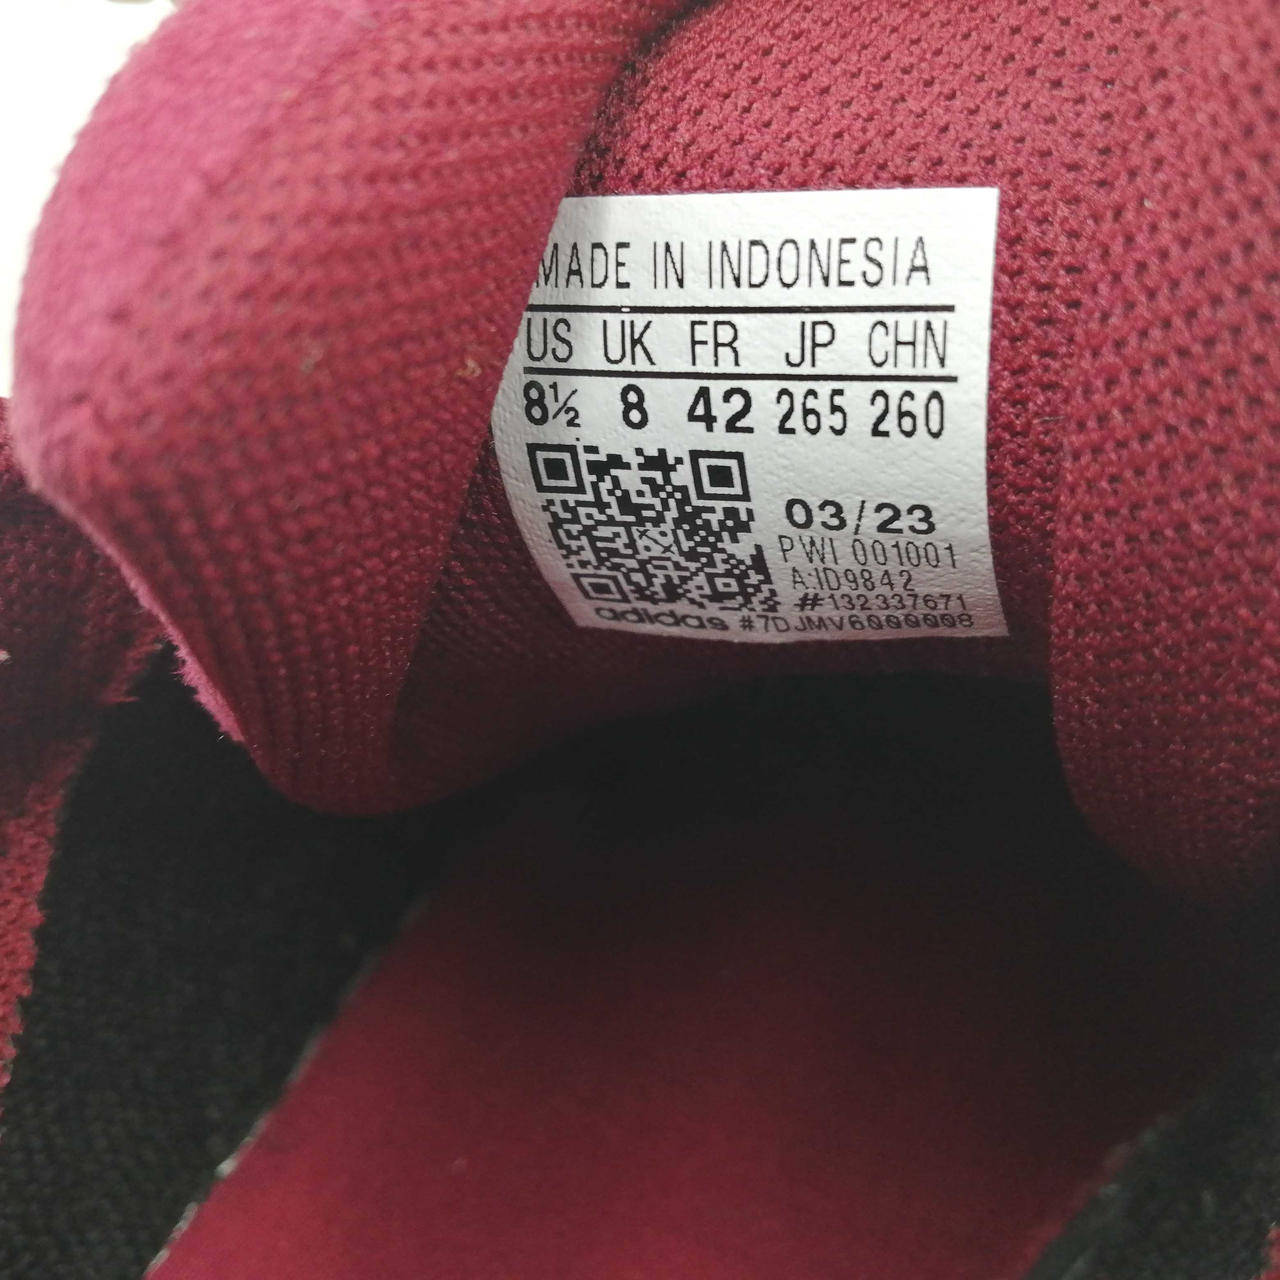 MADE IN INDONESIA
US UK FR JP CHN
8½ 8 42 265 260
03/23
PWI 001001
A:ID9842
#132337671
adidas #7DJMV6000008